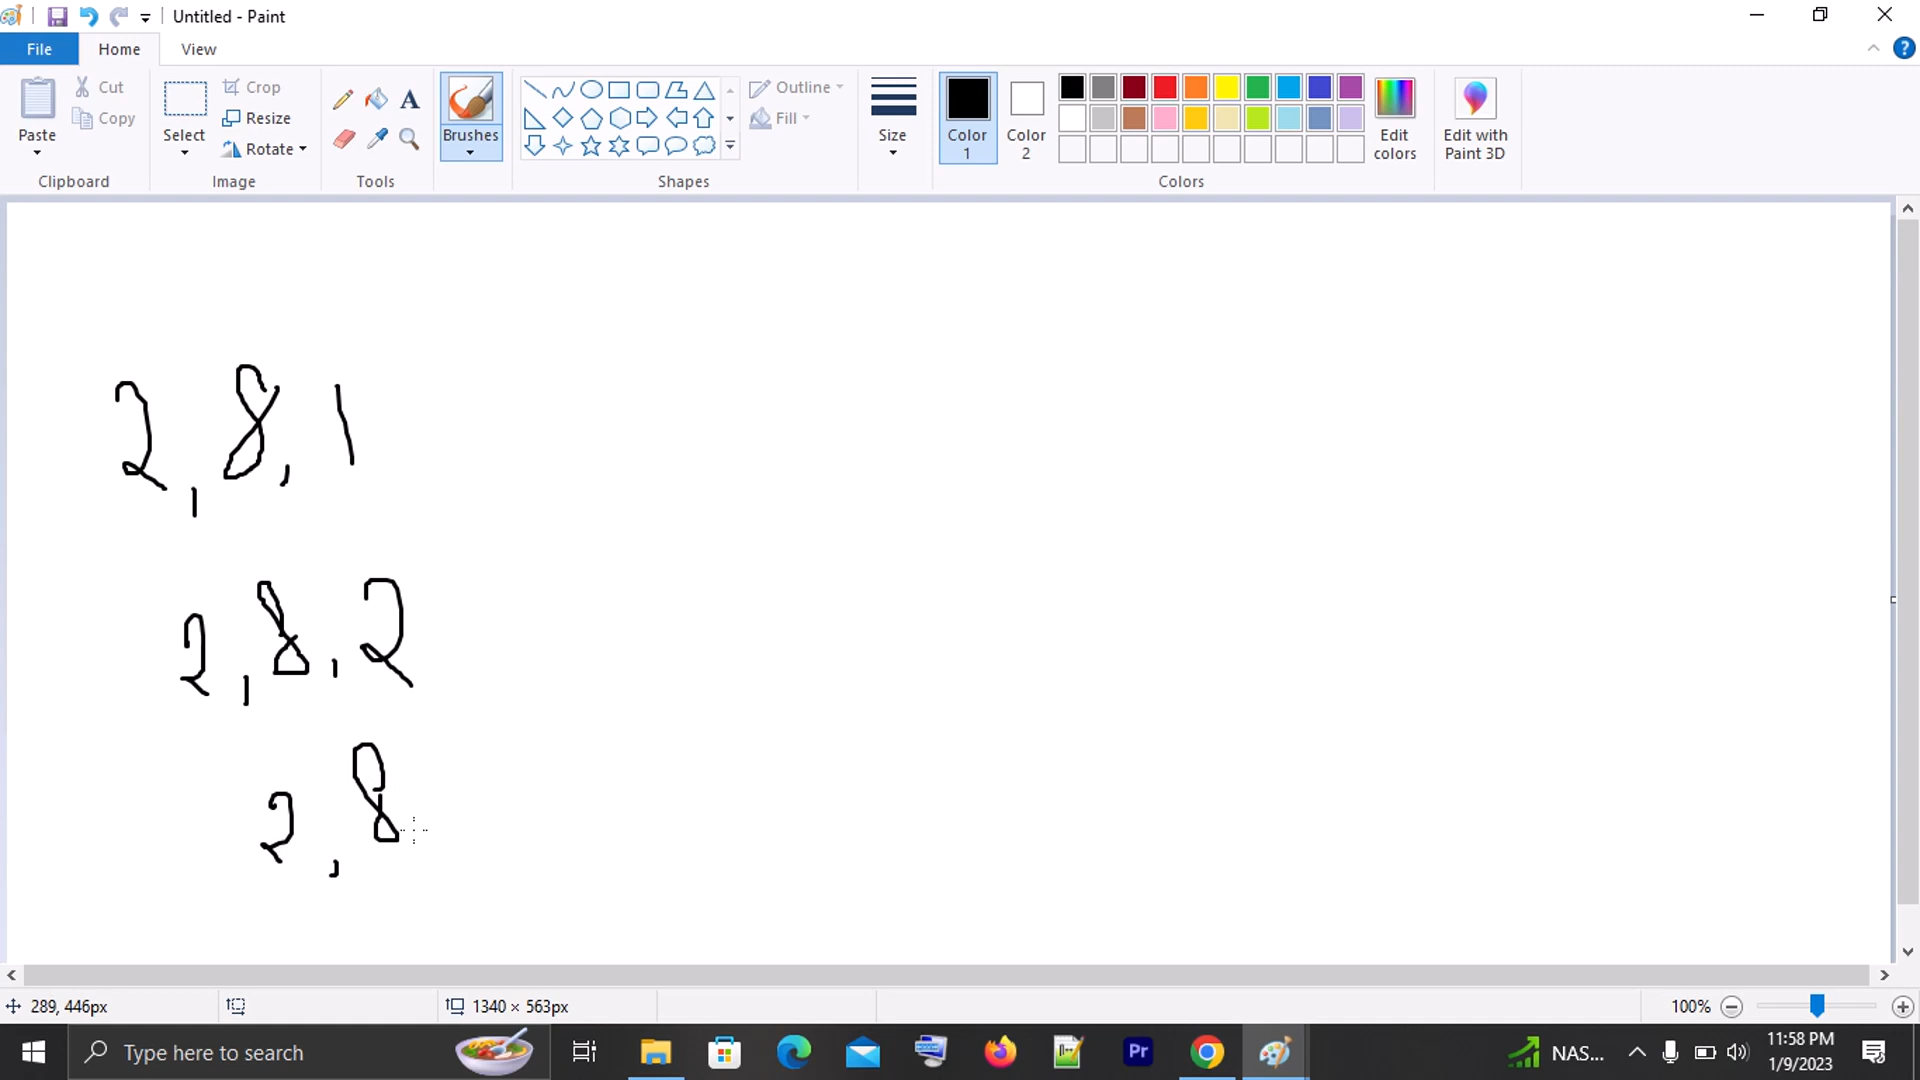 Untitled - Paint
File Home View
Paste Cut Copy Clipboard
Select Crop Resize Rotate Image
Tools
Brushes
Shapes
Outline Fill
Size
Color 1
Color 2
Edit colors
Colors
Edit with Paint 3D
2, 8, 1
2, 8, 2
2, 8
289, 446px
1340 × 563px
100%
Type here to search
Pr
NAS...
11:58 PM
1/9/2023